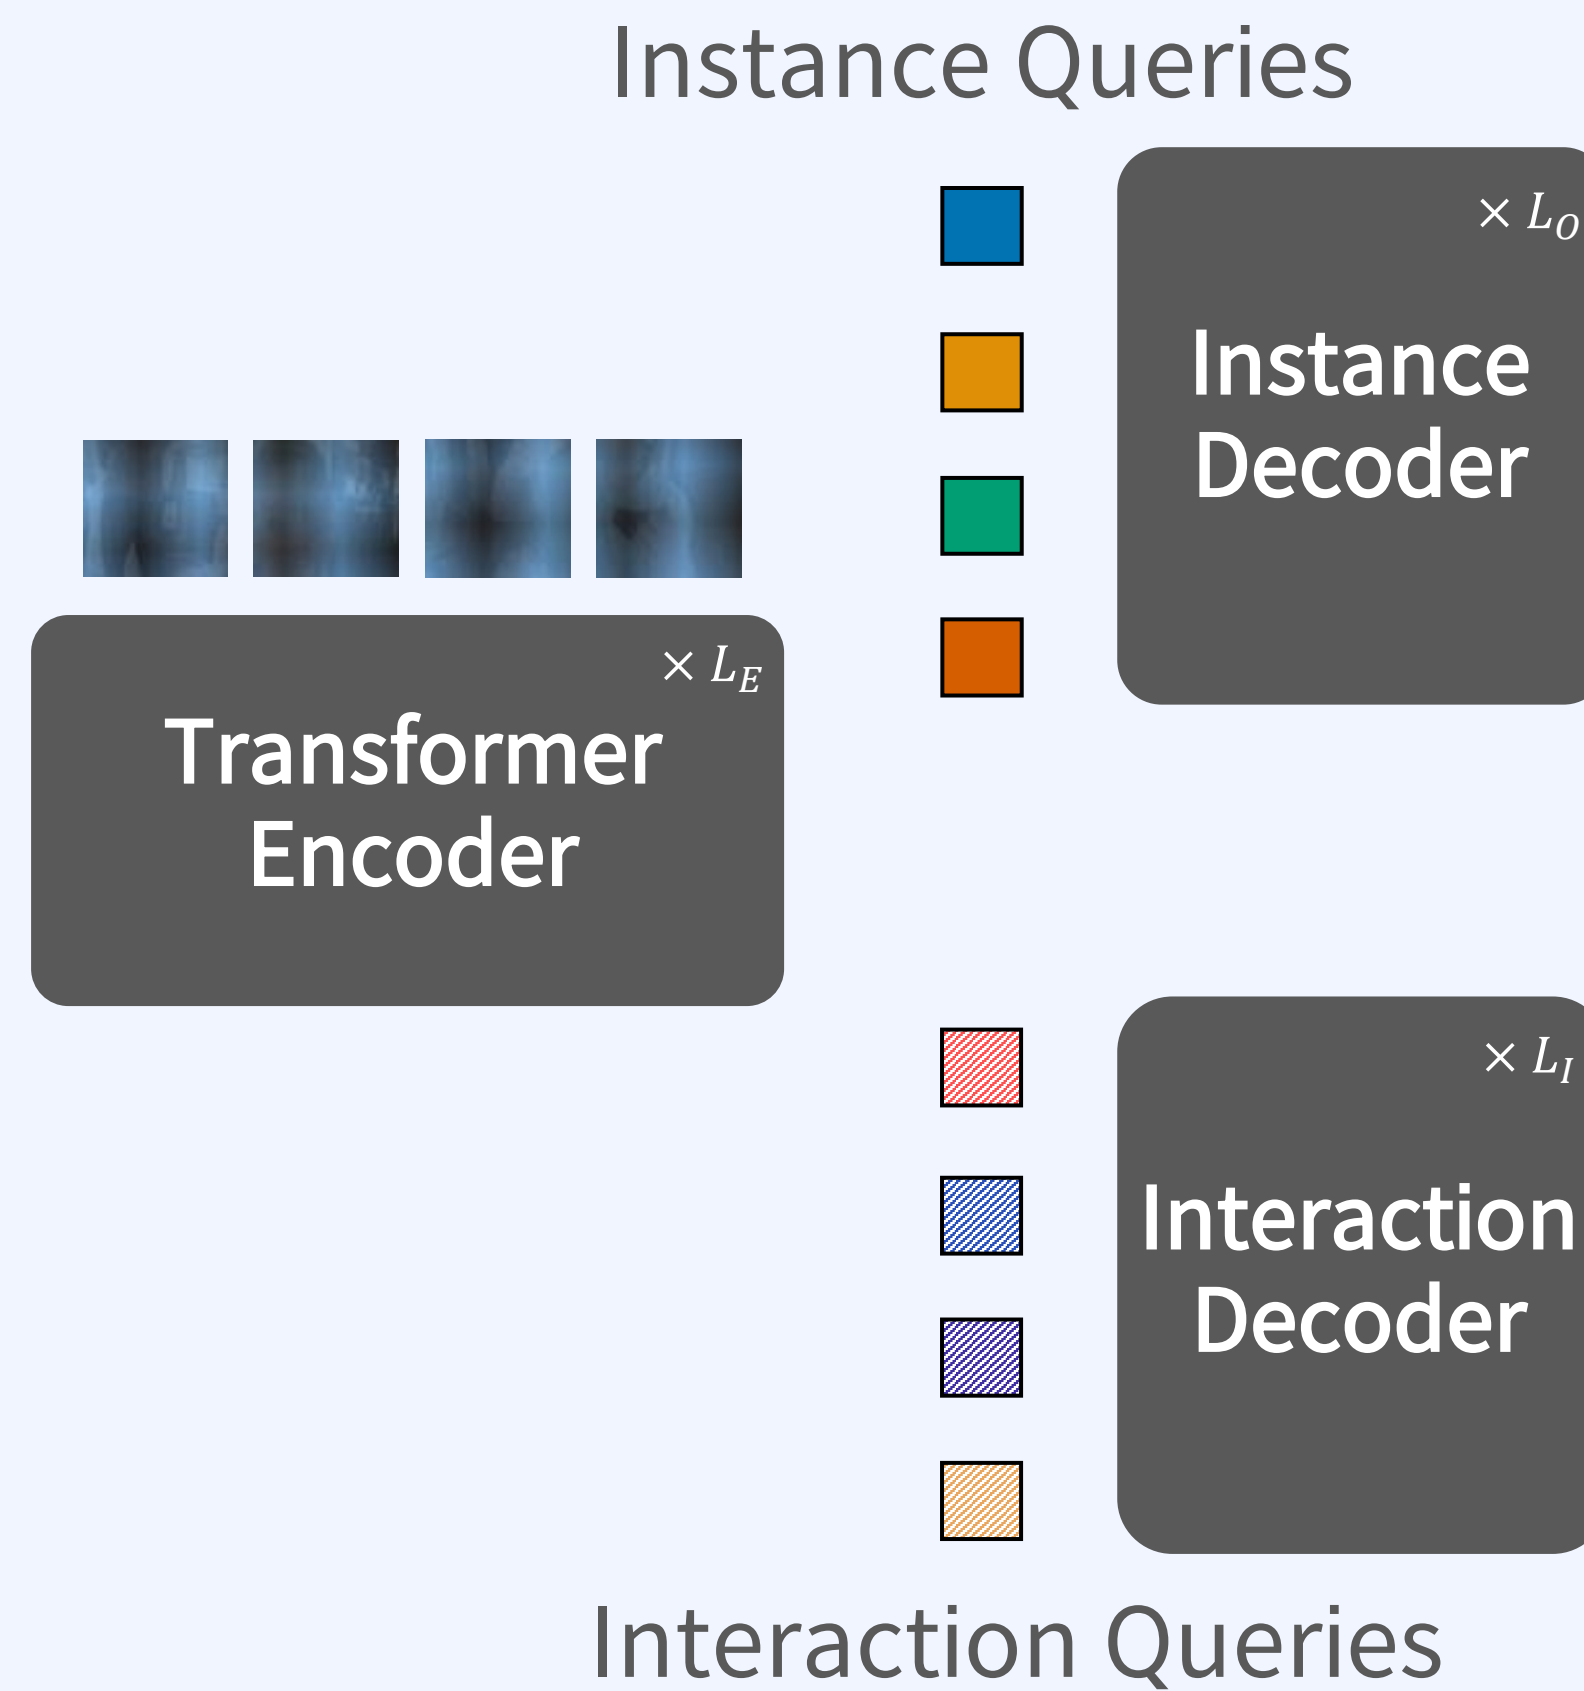 Instance Queries
× L_O
Instance
Decoder
× L_E
Transformer
Encoder
× L_I
Interaction
Decoder
Interaction Queries